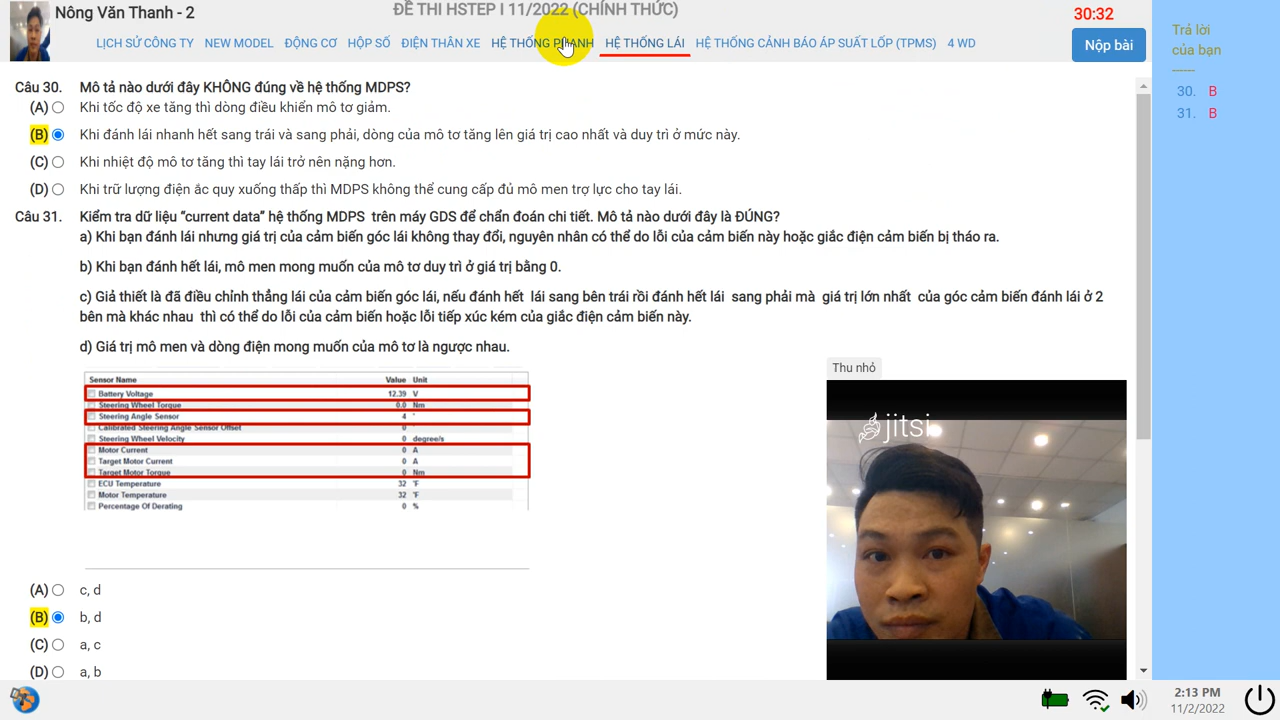 Nông Văn Thanh - 2
ĐỀ THI HSTEP I 11/2022 (CHÍNH THỨC)
30:32
LỊCH SỬ CÔNG TY NEW MODEL ĐỘNG CƠ HỘP SỐ ĐIỆN THÂN XE HỆ THỐNG PHANH HỆ THỐNG LÁI HỆ THỐNG CẢNH BÁO ÁP SUẤT LỐP (TPMS) 4 WD
Nộp bài
Trả lời
của bạn
------
30. B
31. B
Câu 30. Mô tả nào dưới đây KHÔNG đúng về hệ thống MDPS?
(A) Khi tốc độ xe tăng thì dòng điều khiển mô tơ giảm.
(B) Khi đánh lái nhanh hết sang trái và sang phải, dòng của mô tơ tăng lên giá trị cao nhất và duy trì ở mức này.
(C) Khi nhiệt độ mô tơ tăng thì tay lái trở nên nặng hơn.
(D) Khi trữ lượng điện ắc quy xuống thấp thì MDPS không thể cung cấp đủ mô men trợ lực cho tay lái.
Câu 31. Kiểm tra dữ liệu “current data” hệ thống MDPS trên máy GDS để chẩn đoán chi tiết. Mô tả nào dưới đây là ĐÚNG?
a) Khi bạn đánh lái nhưng giá trị của cảm biến góc lái không thay đổi, nguyên nhân có thể do lỗi của cảm biến này hoặc giắc điện cảm biến bị tháo ra.
b) Khi bạn đánh hết lái, mô men mong muốn của mô tơ duy trì ở giá trị bằng 0.
c) Giả thiết là đã điều chỉnh thẳng lái của cảm biến góc lái, nếu đánh hết lái sang bên trái rồi đánh hết lái sang phải mà giá trị lớn nhất của góc cảm biến đánh lái ở 2
bên mà khác nhau thì có thể do lỗi của cảm biến hoặc lỗi tiếp xúc kém của giắc điện cảm biến này.
d) Giá trị mô men và dòng điện mong muốn của mô tơ là ngược nhau.
Sensor Name Value Unit
Battery Voltage 12.39 V
Steering Wheel Torque 0.0 Nm
Steering Angle Sensor 4 '
Calibrated Steering Angle Sensor Offset 0 '
Steering Wheel Velocity 0 degree/s
Motor Current 0 A
Target Motor Current 0 A
Target Motor Torque 0 Nm
ECU Temperature 32 'F
Motor Temperature 32 'F
Percentage Of Derating 0 %
Thu nhỏ
jitsi
(A) c, d
(B) b, d
(C) a, c
(D) a, b
2:13 PM
11/2/2022